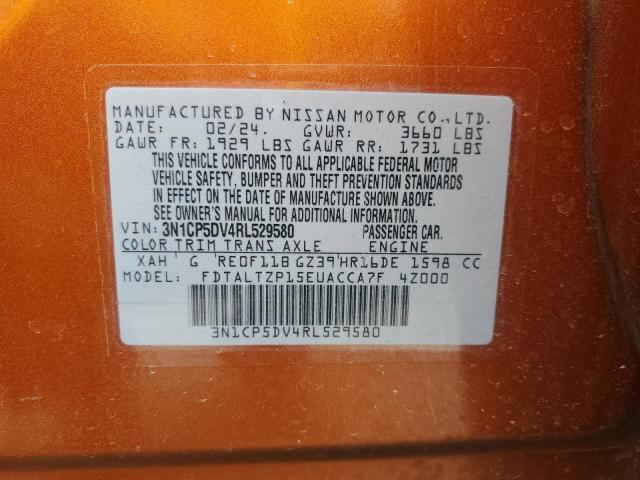 MANUFACTURED BY NISSAN MOTOR CO.,LTD.
DATE: 02/24. GVWR: 3660 LBS
GAWR FR: 1929 LBS GAWR RR: 1731 LBS
THIS VEHICLE CONFORMS TO ALL APPLICABLE FEDERAL MOTOR
VEHICLE SAFETY, BUMPER AND THEFT PREVENTION STANDARDS
IN EFFECT ON THE DATE OF MANUFACTURE SHOWN ABOVE.
SEE OWNER'S MANUAL FOR ADDITIONAL INFORMATION.
VIN: 3N1CP5DV4RL529580 PASSENGER CAR.
COLOR TRIM TRANS AXLE ENGINE
XAH G RE0F11B GZ39 HR16DE 1598 CC
MODEL: FDTALTZP15EUACCA7F 4Z000
3N1CP5DV4RL529580